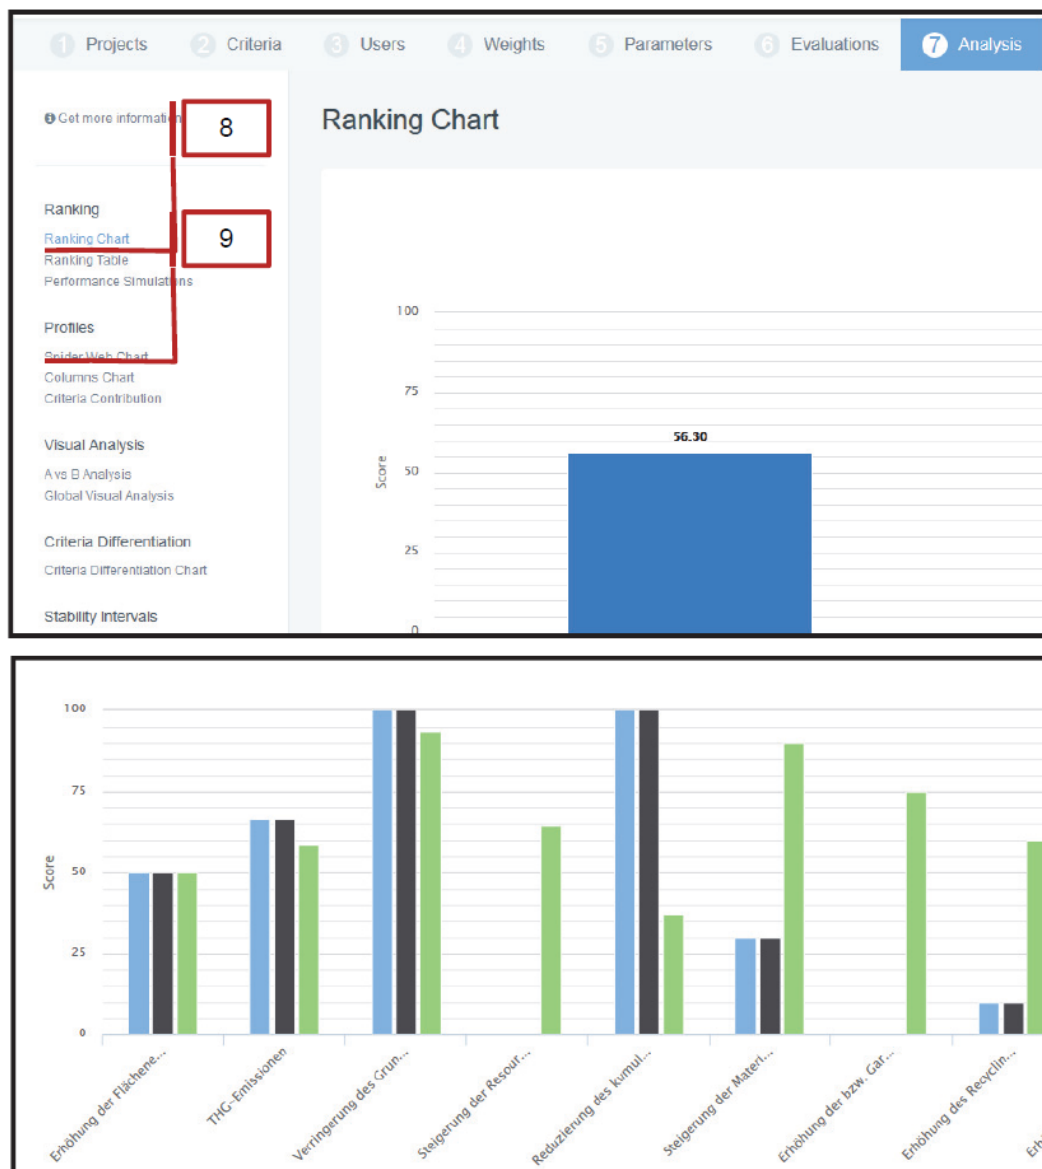 1 Projects 2 Criteria 3 Users 4 Weights 5 Parameters 6 Evaluations 7 Analysis
Get more information
8
Ranking Chart
Ranking
Ranking Chart
9
Ranking Table
Performance Simulations
Profiles
Spider Web Chart
Columns Chart
Criteria Contribution
Visual Analysis
A vs B Analysis
Global Visual Analysis
Criteria Differentiation
Criteria Differentiation Chart
Stability Intervals
100
75
56.30
Score
50
25
0
100
75
Score
50
25
0
Erhöhung der Flächene...
THG-Emissionen
Verringerung des Grun...
Steigerung der Resour...
Reduzierung des kumul...
Steigerung der Materi...
Erhöhung der bzw. Gar...
Erhöhung des Recyclin...